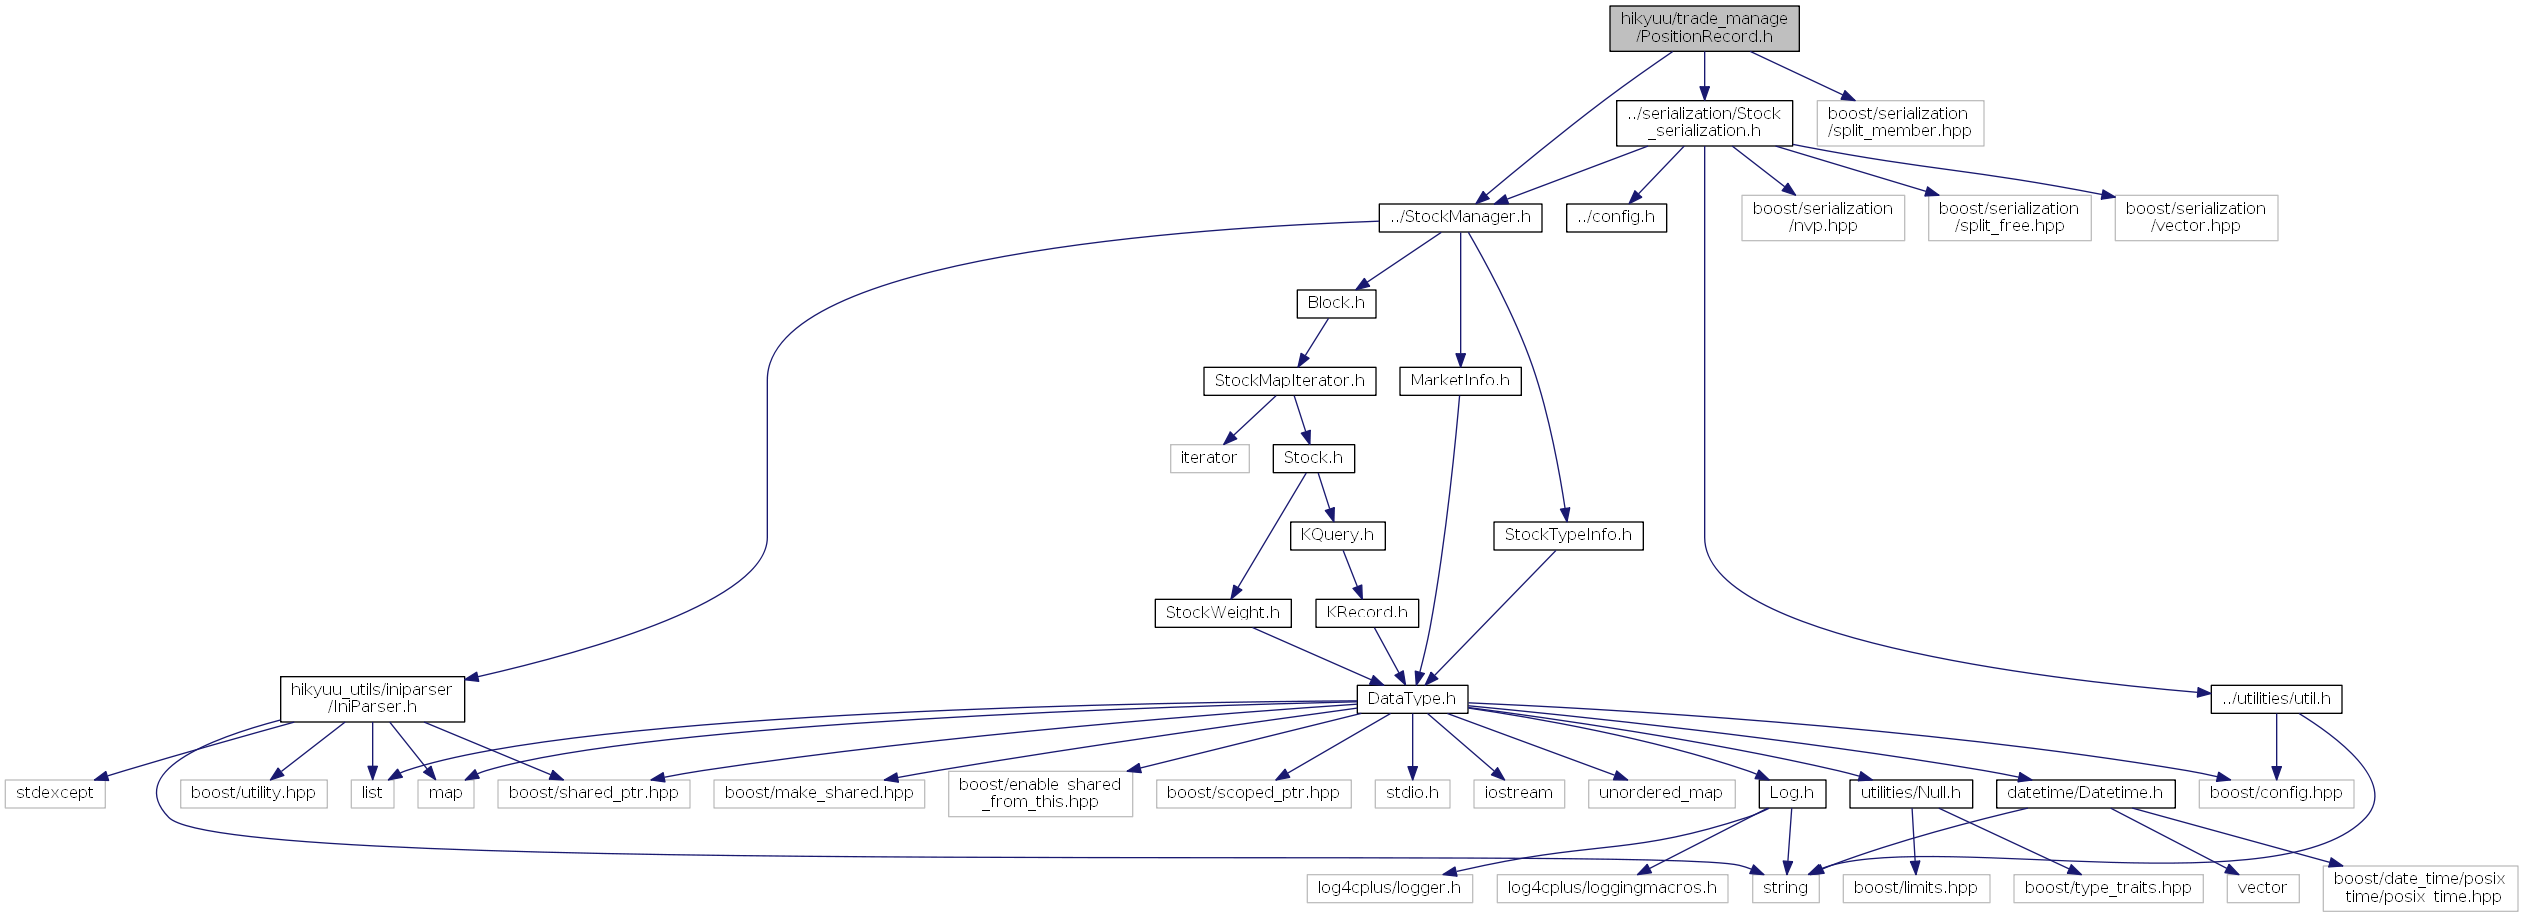 hikyuu/trade_manage
/PositionRecord.h
../serialization/Stock
_serialization.h
boost/serialization
/split_member.hpp
../StockManager.h
../config.h
boost/serialization
/nvp.hpp
boost/serialization
/split_free.hpp
boost/serialization
/vector.hpp
Block.h
StockMapIterator.h
MarketInfo.h
iterator
Stock.h
KQuery.h
StockTypeInfo.h
StockWeight.h
KRecord.h
hikyuu_utils/iniparser
/IniParser.h
DataType.h
../utilities/util.h
stdexcept
boost/utility.hpp
list
map
boost/shared_ptr.hpp
boost/make_shared.hpp
boost/enable_shared
_from_this.hpp
boost/scoped_ptr.hpp
stdio.h
iostream
unordered_map
Log.h
utilities/Null.h
datetime/Datetime.h
boost/config.hpp
log4cplus/logger.h
log4cplus/loggingmacros.h
string
boost/limits.hpp
boost/type_traits.hpp
vector
boost/date_time/posix
_time/posix_time.hpp